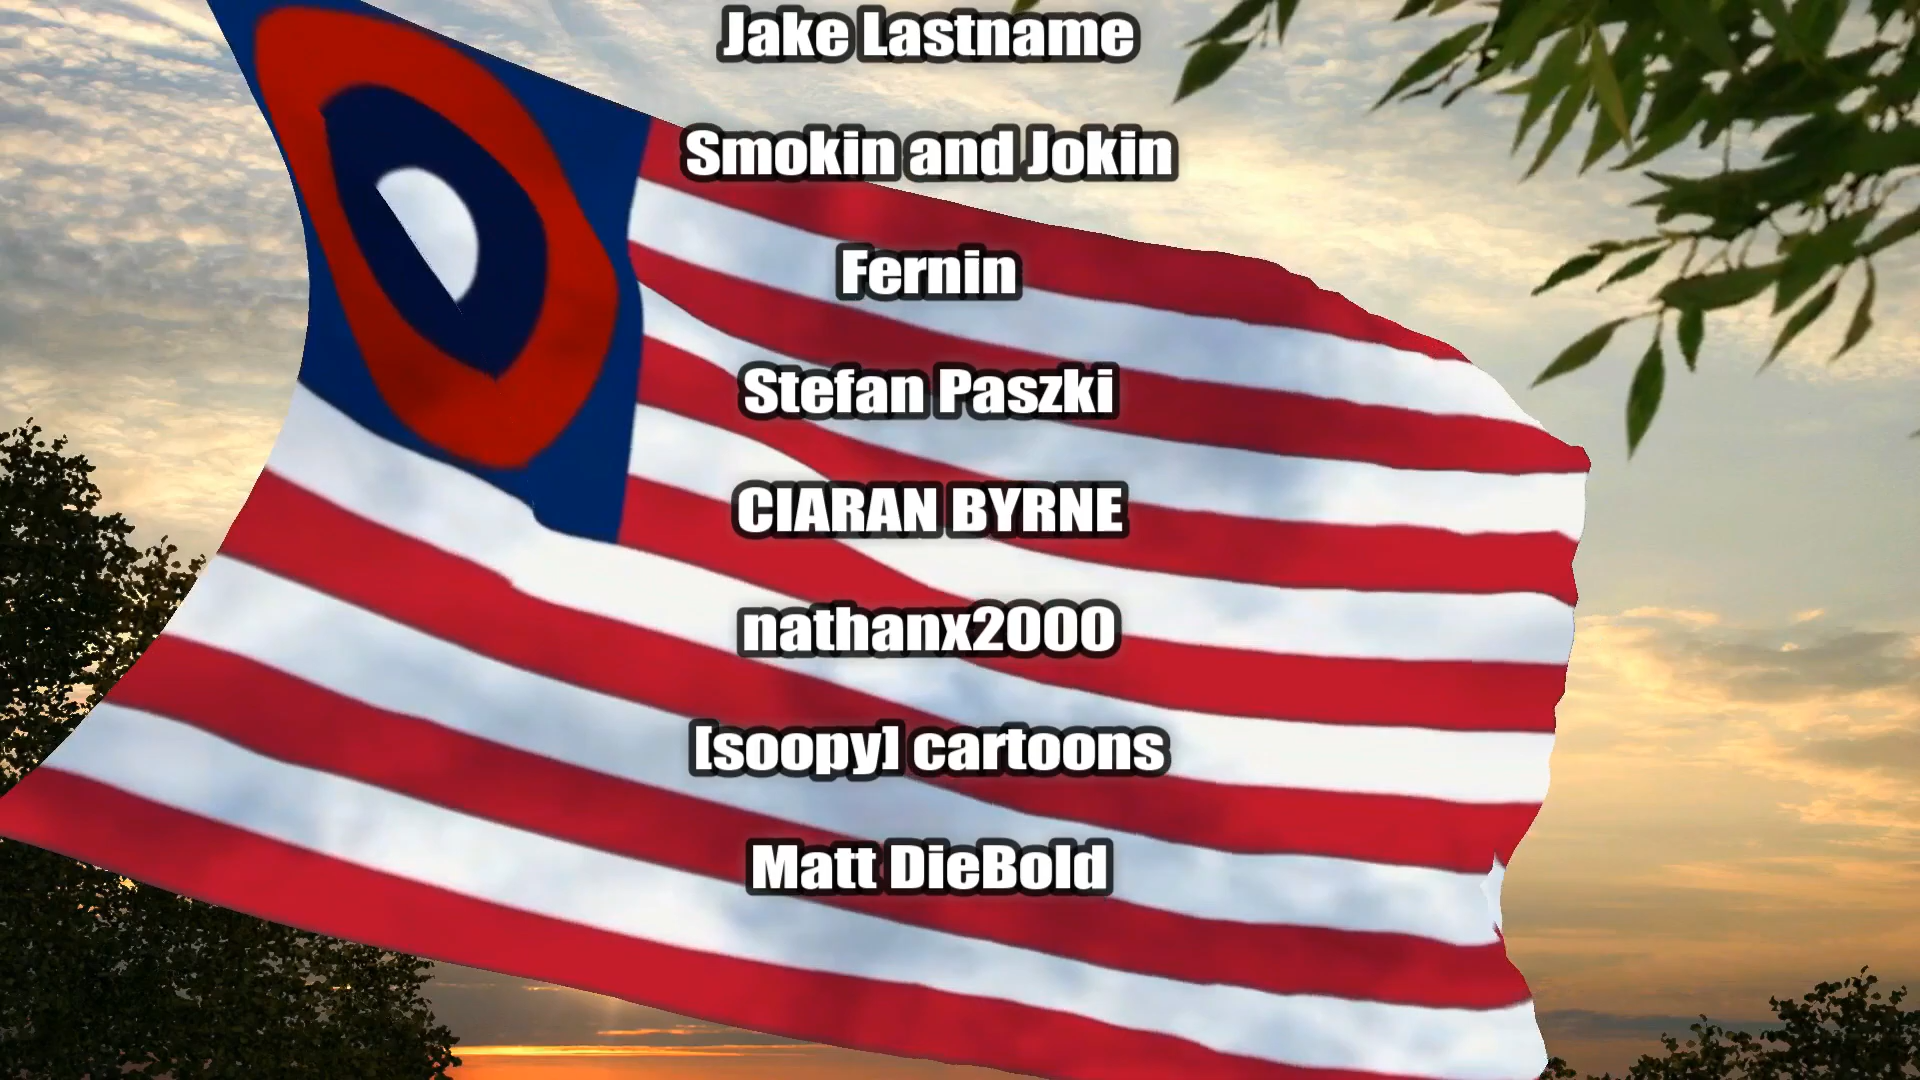 Jake Lastname
Smokin and Jokin
Fernin
Stefan Paszki
CIARAN BYRNE
nathanx2000
[soopy] cartoons
Matt DieBold